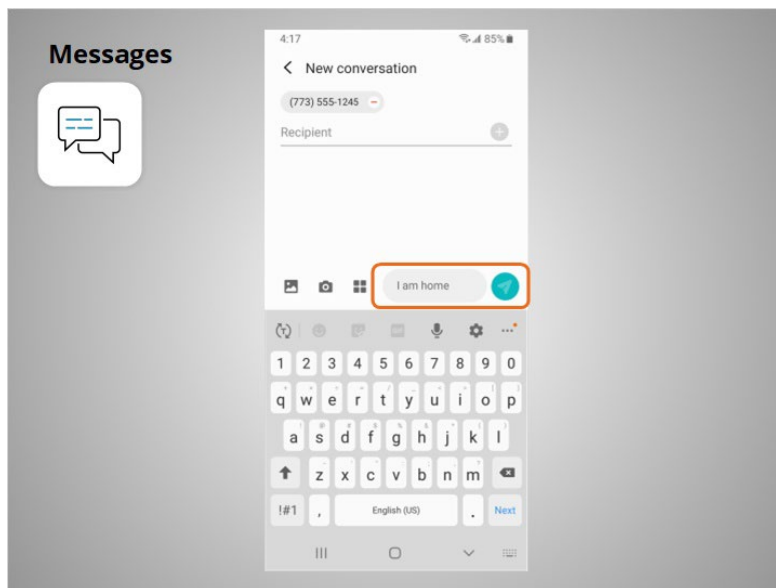 Messages
4:17 85%
New conversation
(773) 555-1245
Recipient
I am home
1 2 3 4 5 6 7 8 9 0
q w e r t y u i o p
a s d f g h j k l
z x c v b n m
!#1 , English (US) . Next